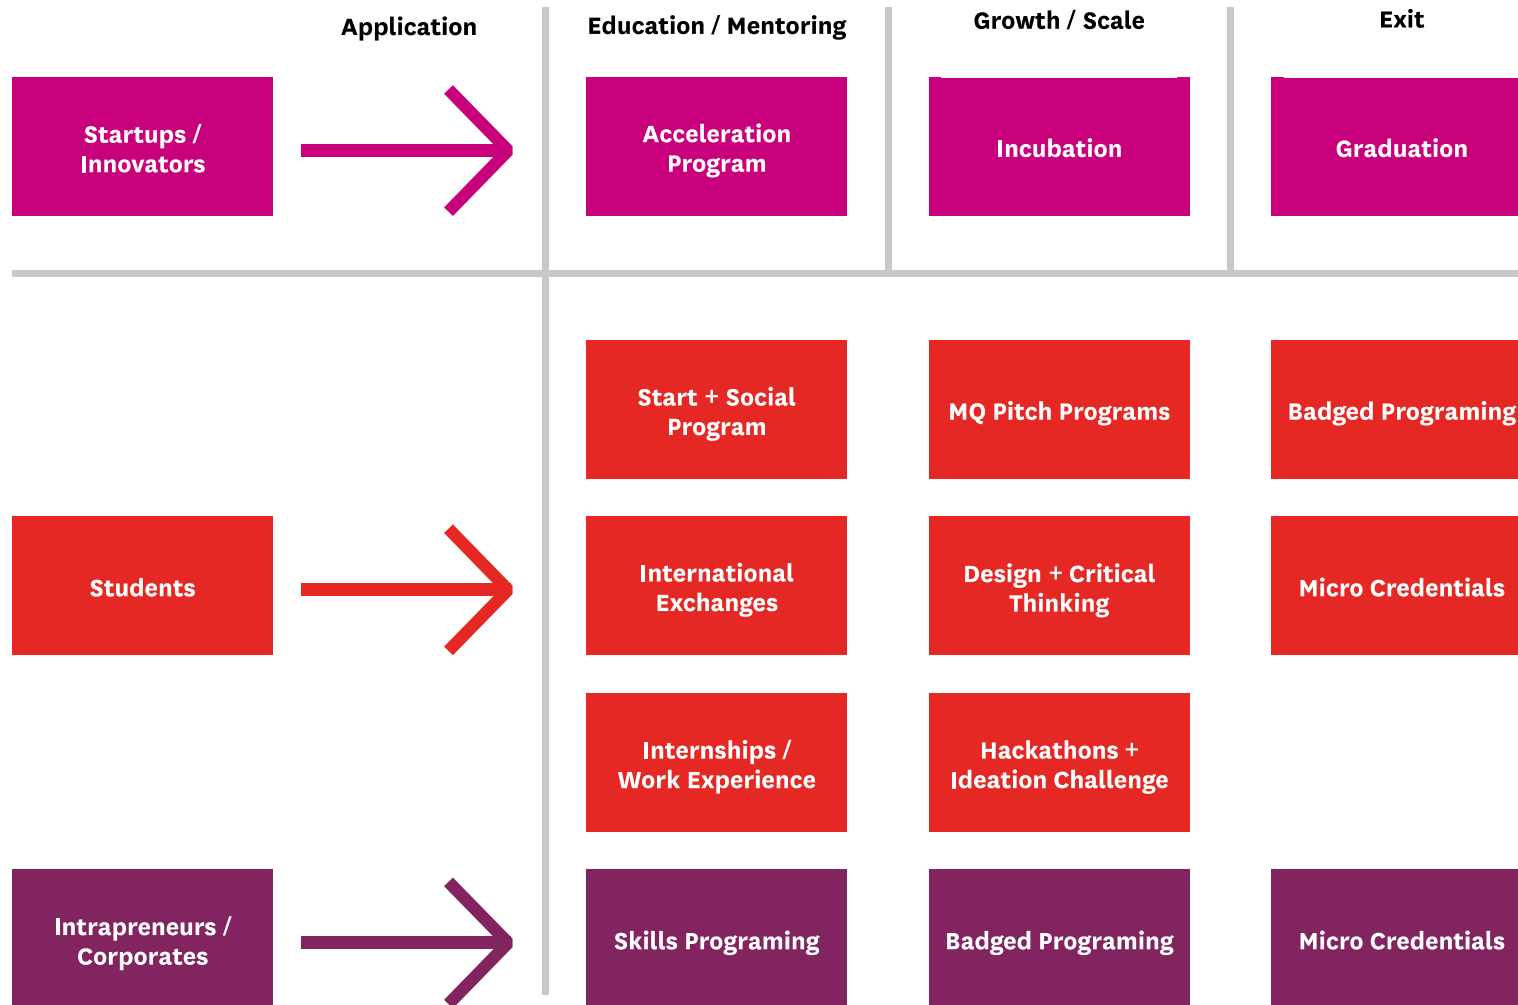 Application
Education / Mentoring
Growth / Scale
Exit
Startups /
Innovators
Acceleration
Program
Incubation
Graduation
Start + Social
Program
MQ Pitch Programs
Badged Programing
Students
International
Exchanges
Design + Critical
Thinking
Micro Credentials
Internships /
Work Experience
Hackathons +
Ideation Challenge
Intrapreneurs /
Corporates
Skills Programing
Badged Programing
Micro Credentials